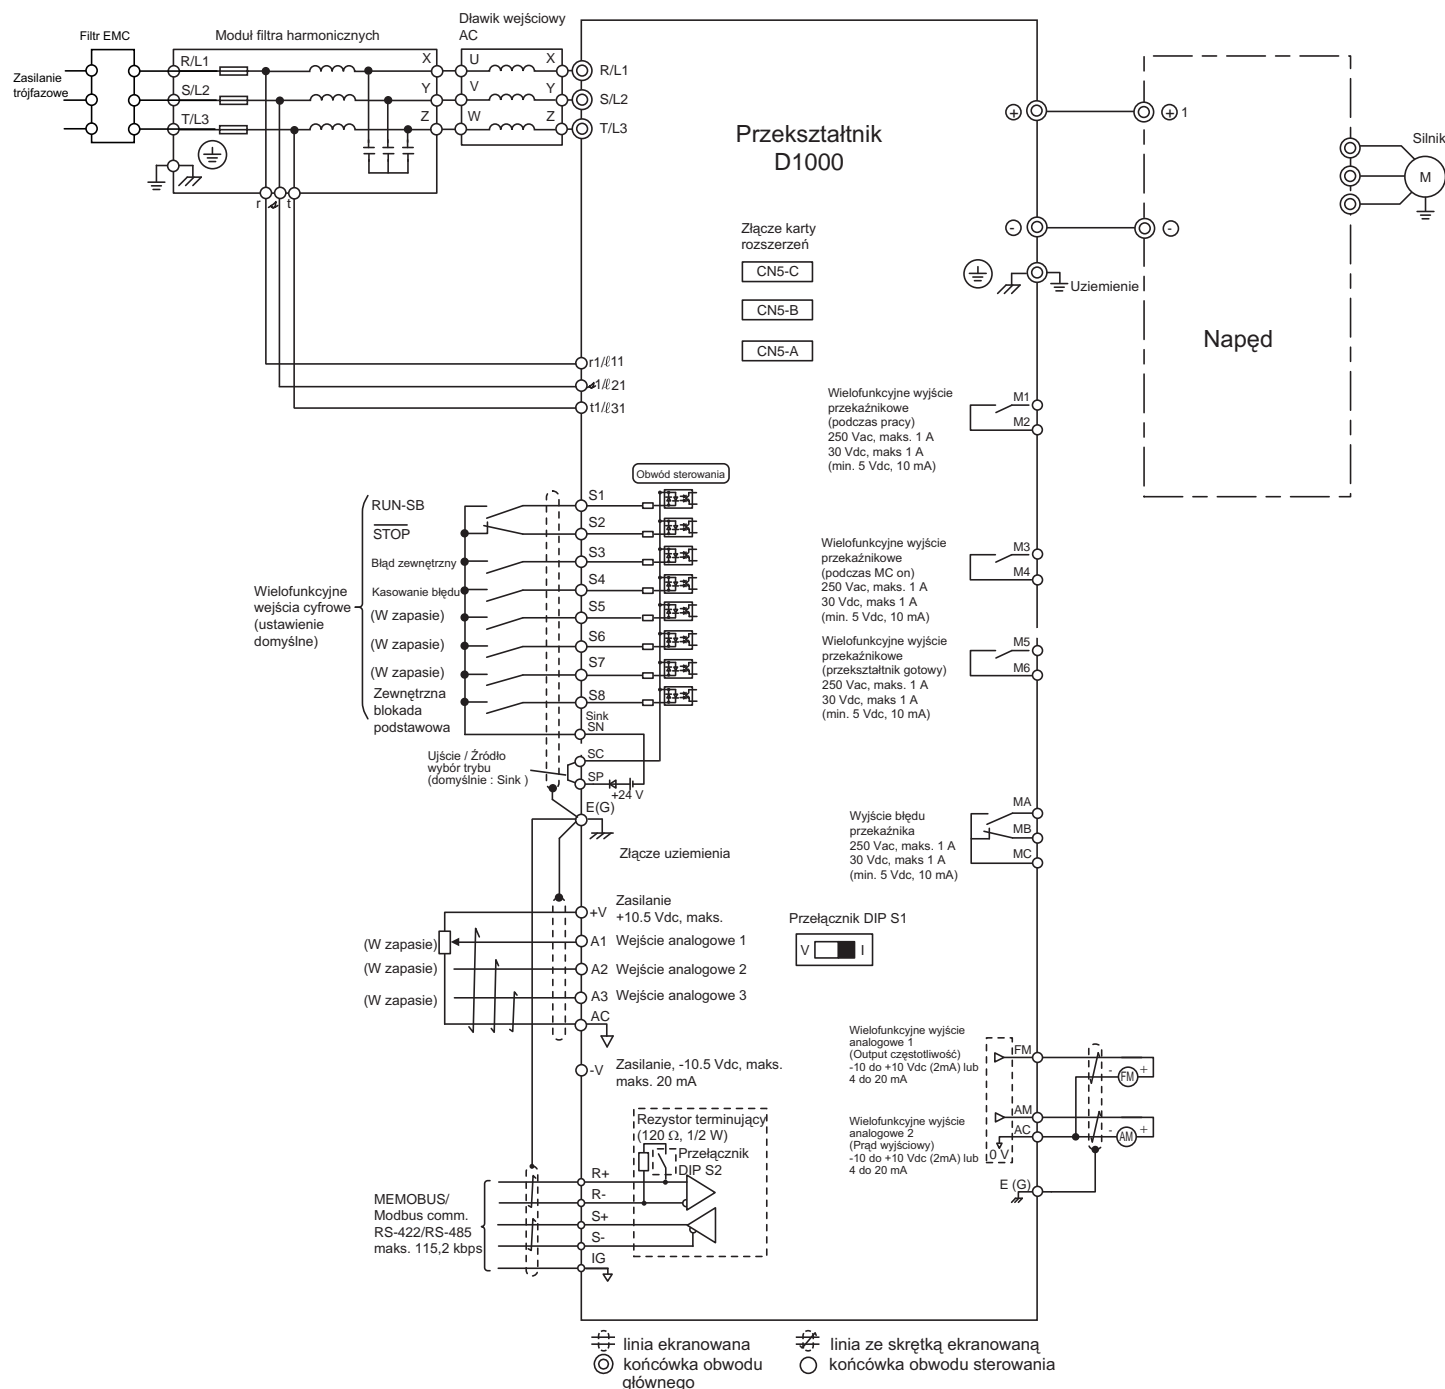 Filtr EMC
Moduł filtra harmonicznych
Dławik wejściowy
AC
Zasilanie
trójfazowe
R/L1
S/L2
T/L3
X
Y
Z
U
V
W
X
Y
Z
R/L1
S/L2
T/L3
r
t
Przekształtnik
D1000
Złącze karty
rozszerzeń
CN5-C
CN5-B
CN5-A
+
+ 1
-
-
Uziemienie
Silnik
M
Napęd
r1/ℓ11
1/ℓ21
t1/ℓ31
Wielofunkcyjne wyjście
przekaźnikowe
(podczas pracy)
250 Vac, maks. 1 A
30 Vdc, maks 1 A
(min. 5 Vdc, 10 mA)
M1
M2
Wielofunkcyjne wyjście
przekaźnikowe
(podczas MC on)
250 Vac, maks. 1 A
30 Vdc, maks 1 A
(min. 5 Vdc, 10 mA)
M3
M4
Wielofunkcyjne wyjście
przekaźnikowe
(przekształtnik gotowy)
250 Vac, maks. 1 A
30 Vdc, maks 1 A
(min. 5 Vdc, 10 mA)
M5
M6
Obwód sterowania
Wielofunkcyjne
wejścia cyfrowe
(ustawienie
domyślne)
RUN-SB
STOP
Błąd zewnętrzny
Kasowanie błędu
(W zapasie)
(W zapasie)
(W zapasie)
Zewnętrzna
blokada
podstawowa
S1
S2
S3
S4
S5
S6
S7
S8
Sink
SN
SC
SP
+24 V
Ujście / Źródło
wybór trybu
(domyślnie : Sink )
E(G)
Złącze uziemienia
Wyjście błędu
przekaźnika
250 Vac, maks. 1 A
30 Vdc, maks 1 A
(min. 5 Vdc, 10 mA)
MA
MB
MC
Przełącznik DIP S1
V
I
+V
Zasilanie
+10.5 Vdc, maks.
(W zapasie)
A1 Wejście analogowe 1
(W zapasie)
A2 Wejście analogowe 2
(W zapasie)
A3 Wejście analogowe 3
AC
-V
Zasilanie, -10.5 Vdc, maks.
maks. 20 mA
Wielofunkcyjne wyjście
analogowe 1
(Output częstotliwość)
-10 do +10 Vdc (2mA) lub
4 do 20 mA
FM
- FM +
Wielofunkcyjne wyjście
analogowe 2
(Prąd wyjściowy)
-10 do +10 Vdc (2mA) lub
4 do 20 mA
AM
AC
0 V
- AM +
E (G)
Rezystor terminujący
(120 Ω, 1/2 W)
Przełącznik
DIP S2
MEMOBUS/
Modbus comm.
RS-422/RS-485
maks. 115,2 kbps
R+
R-
S+
S-
IG
linia ekranowana
linia ze skrętką ekranowaną
końcówka obwodu
głównego
końcówka obwodu sterowania